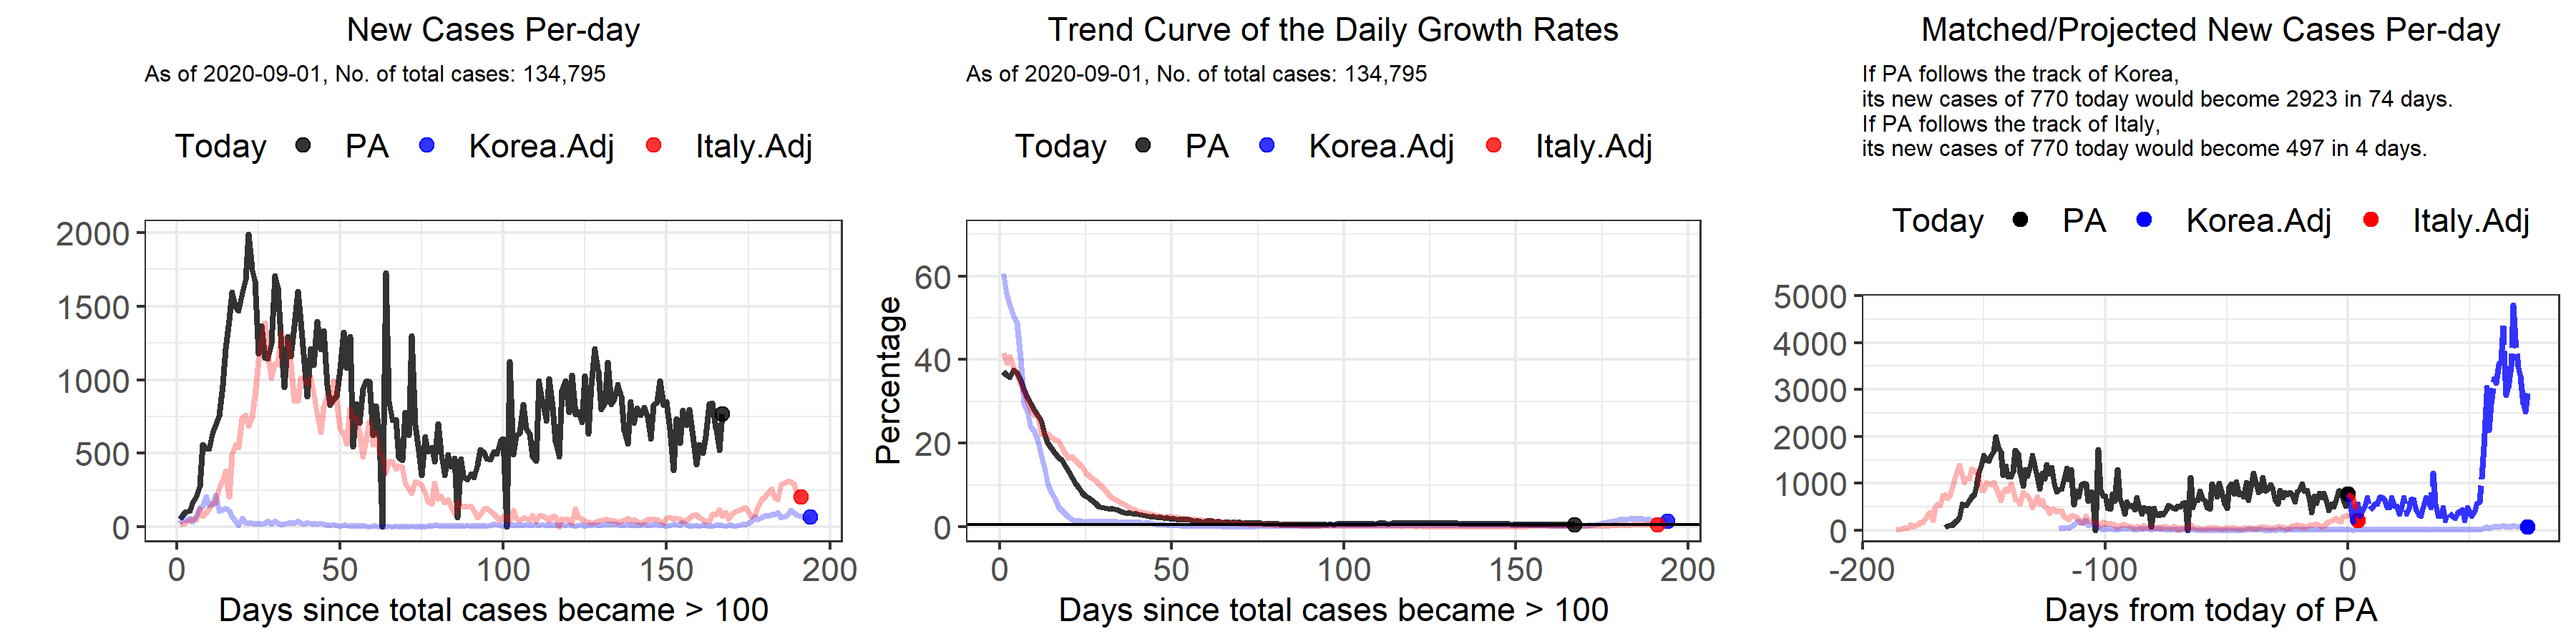 New Cases Per-day
As of 2020-09-01, No. of total cases: 134,795
Today PA Korea.Adj Italy.Adj
2000
1500
1000
500
0
0 50 100 150 200
Days since total cases became > 100
Trend Curve of the Daily Growth Rates
As of 2020-09-01, No. of total cases: 134,795
Today PA Korea.Adj Italy.Adj
Percentage
60
40
20
0
0 50 100 150 200
Days since total cases became > 100
Matched/Projected New Cases Per-day
If PA follows the track of Korea,
its new cases of 770 today would become 2923 in 74 days.
If PA follows the track of Italy,
its new cases of 770 today would become 497 in 4 days.
Today PA Korea.Adj Italy.Adj
5000
4000
3000
2000
1000
0
-200 -100 0
Days from today of PA